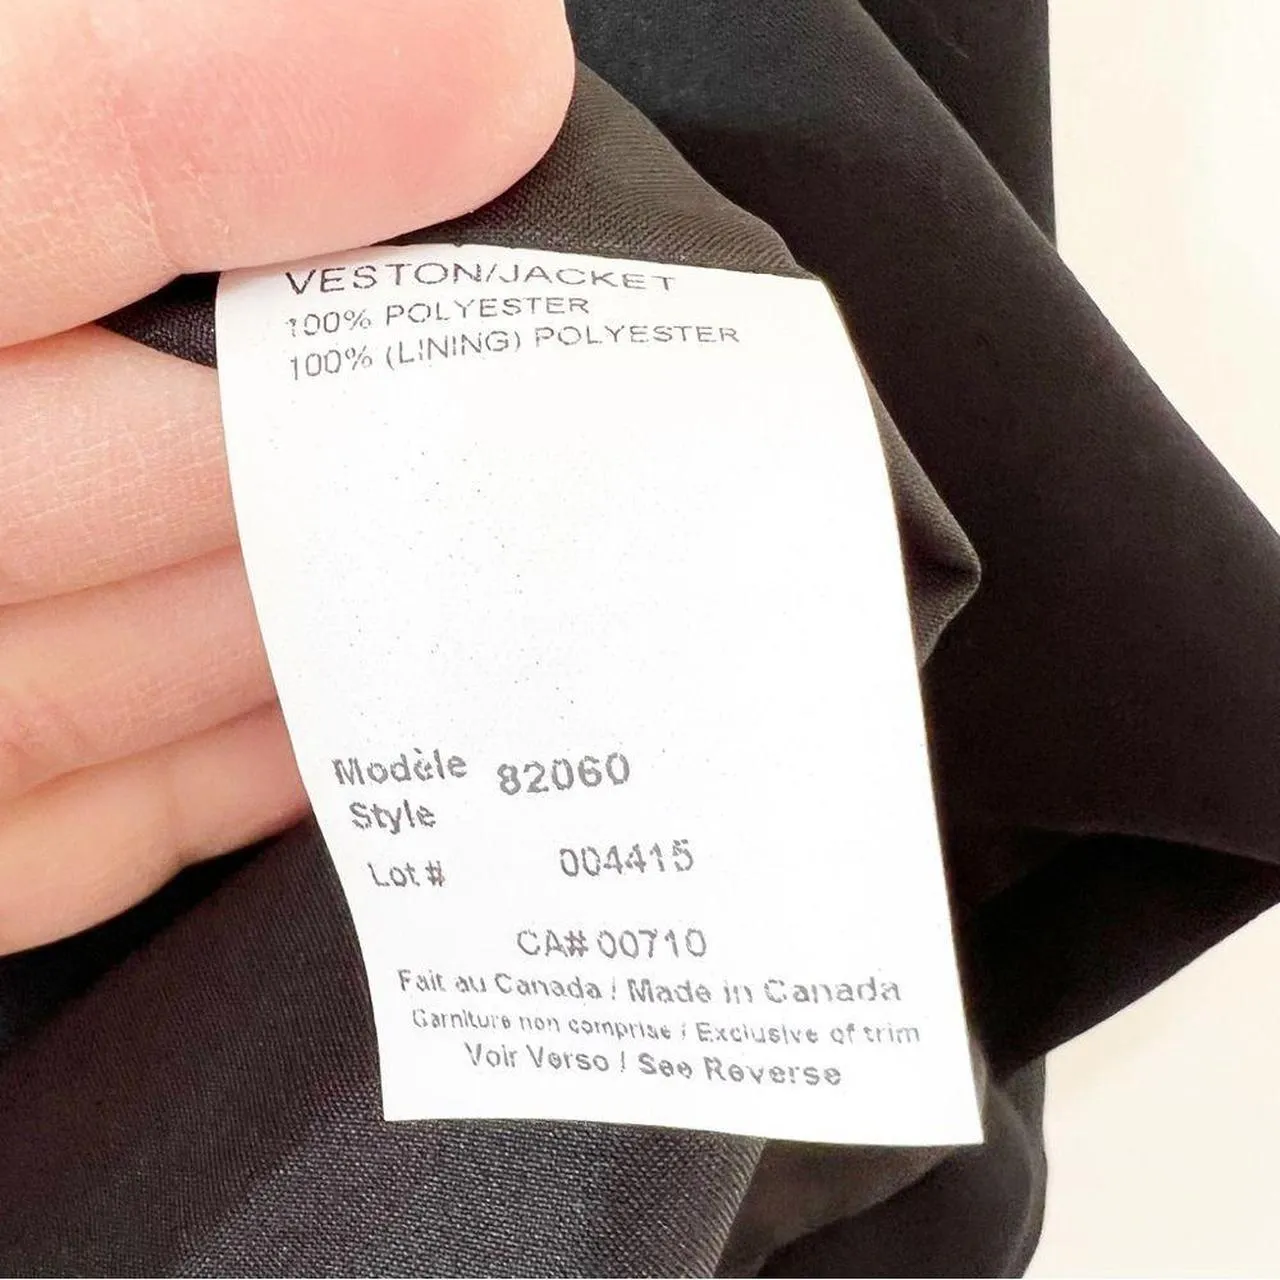 VESTON/JACKET
100% POLYESTER
100% (LINING) POLYESTER
Modèle 82060
Style
Lot # 004415
CA# 00710
Fait au Canada / Made in Canada
Garniture non comprise / Exclusive of trim
Voir Verso / See Reverse